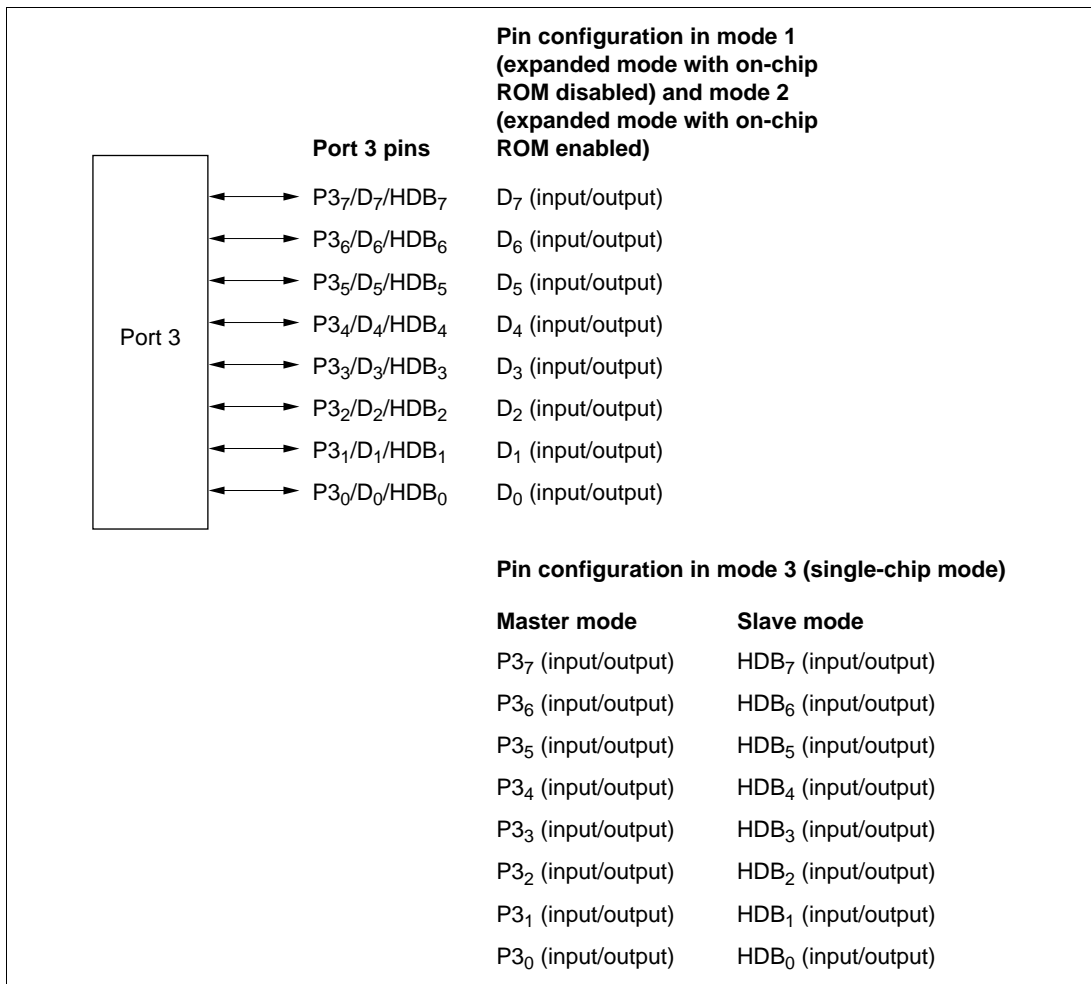 Pin configuration in mode 1
(expanded mode with on-chip
ROM disabled) and mode 2
(expanded mode with on-chip
Port 3 pins ROM enabled)
P3₇/D₇/HDB₇ D₇ (input/output)
P3₆/D₆/HDB₆ D₆ (input/output)
P3₅/D₅/HDB₅ D₅ (input/output)
P3₄/D₄/HDB₄ D₄ (input/output)
Port 3
P3₃/D₃/HDB₃ D₃ (input/output)
P3₂/D₂/HDB₂ D₂ (input/output)
P3₁/D₁/HDB₁ D₁ (input/output)
P3₀/D₀/HDB₀ D₀ (input/output)
Pin configuration in mode 3 (single-chip mode)
Master mode Slave mode
P3₇ (input/output) HDB₇ (input/output)
P3₆ (input/output) HDB₆ (input/output)
P3₅ (input/output) HDB₅ (input/output)
P3₄ (input/output) HDB₄ (input/output)
P3₃ (input/output) HDB₃ (input/output)
P3₂ (input/output) HDB₂ (input/output)
P3₁ (input/output) HDB₁ (input/output)
P3₀ (input/output) HDB₀ (input/output)